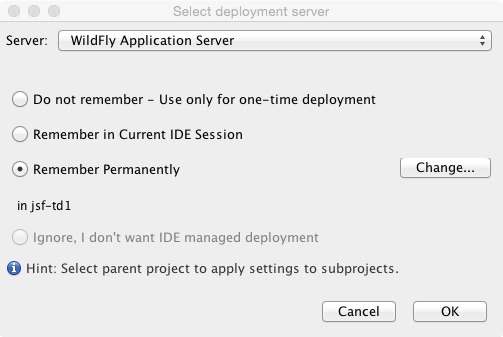 Select deployment server
Server: WildFly Application Server
Do not remember – Use only for one-time deployment
Remember in Current IDE Session
Remember Permanently Change...
in jsf-td1
Ignore, I don't want IDE managed deployment
Hint: Select parent project to apply settings to subprojects.
Cancel OK